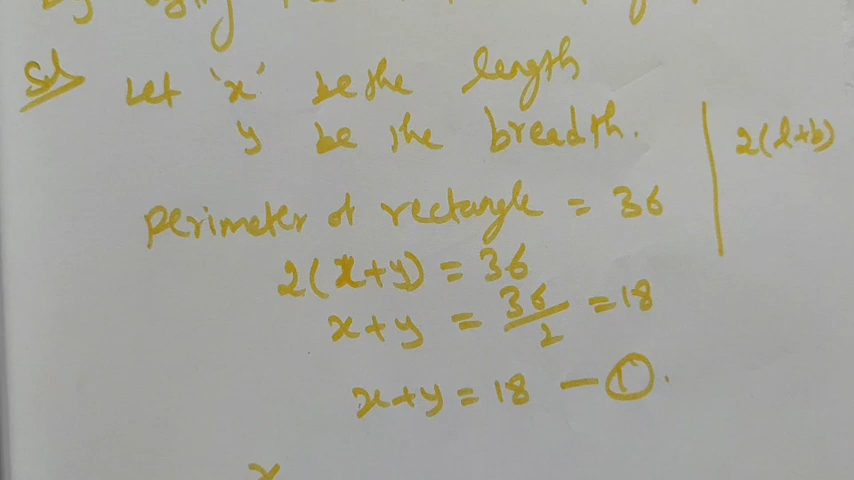 Sol
Let 'x' be the length
y be the breadth.
2(l+b)
Perimeter of rectangle = 36
2(x+y) = 36
x+y = 36/2 = 18
x+y = 18 — ①.
x